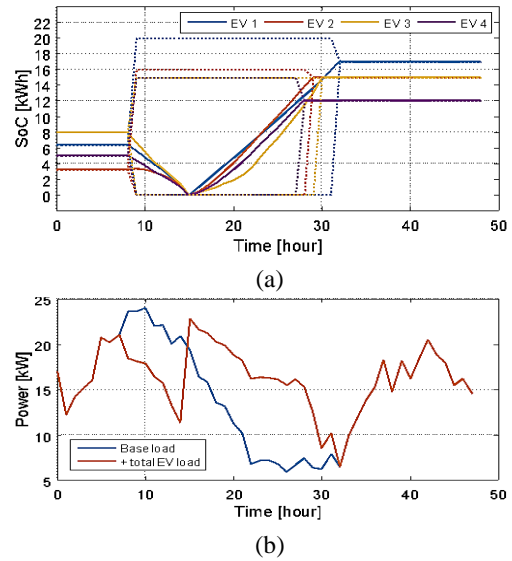 EV 1 EV 2 EV 3 EV 4
SoC [kWh]
22
20
18
16
14
12
10
8
6
4
2
0
0 10 20 30 40 50
Time [hour]
(a)
Power [kW]
25
20
15
10
5
Base load
+ total EV load
0 10 20 30 40 50
Time [hour]
(b)